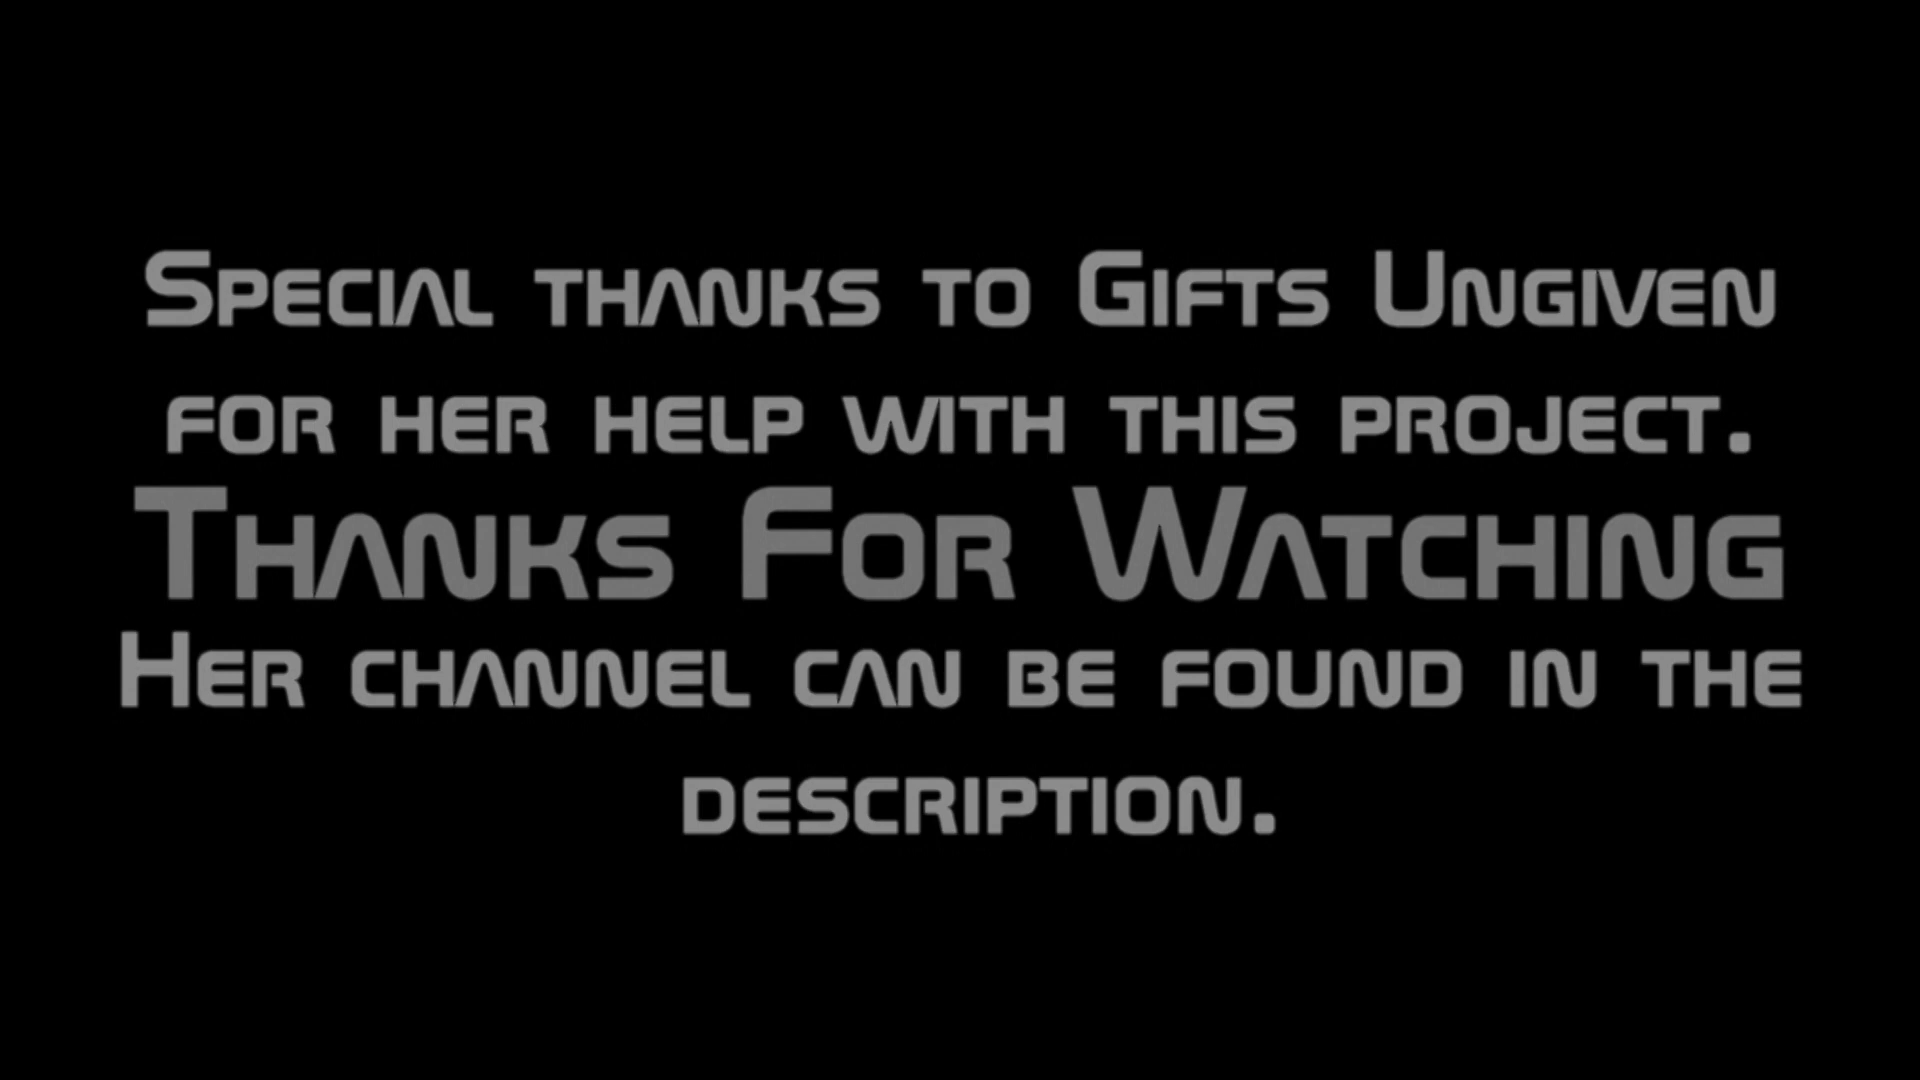 Special thanks to Gifts Ungiven
for her help with this project.
Thanks For Watching
Her channel can be found in the
description.